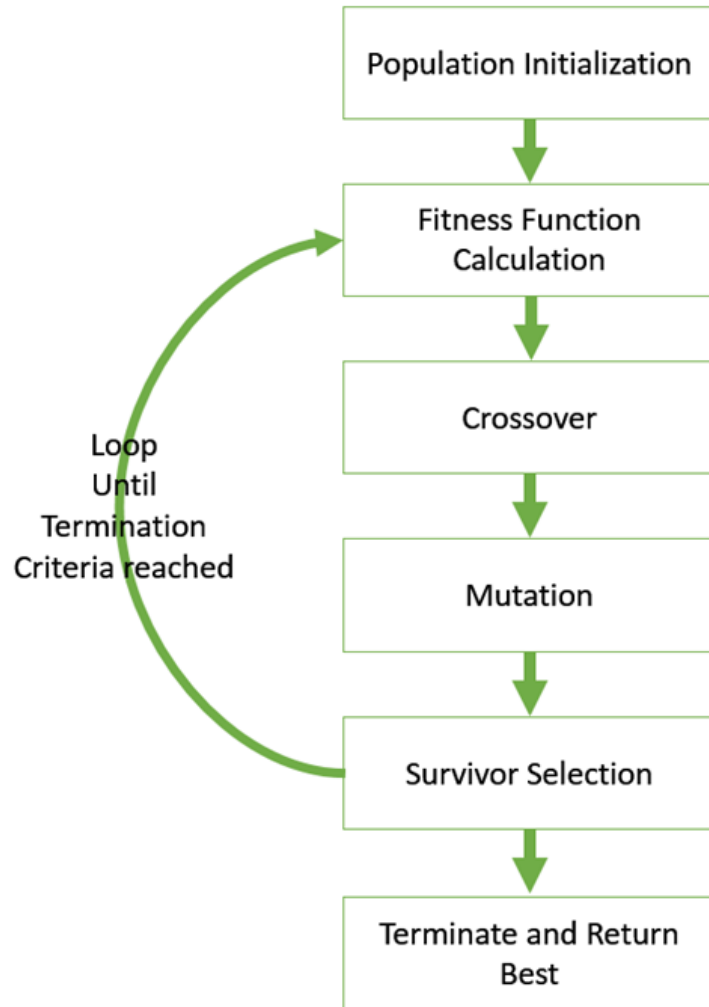 Population Initialization
Fitness Function
Calculation
Crossover
Loop
Until
Termination
Criteria reached
Mutation
Survivor Selection
Terminate and Return
Best